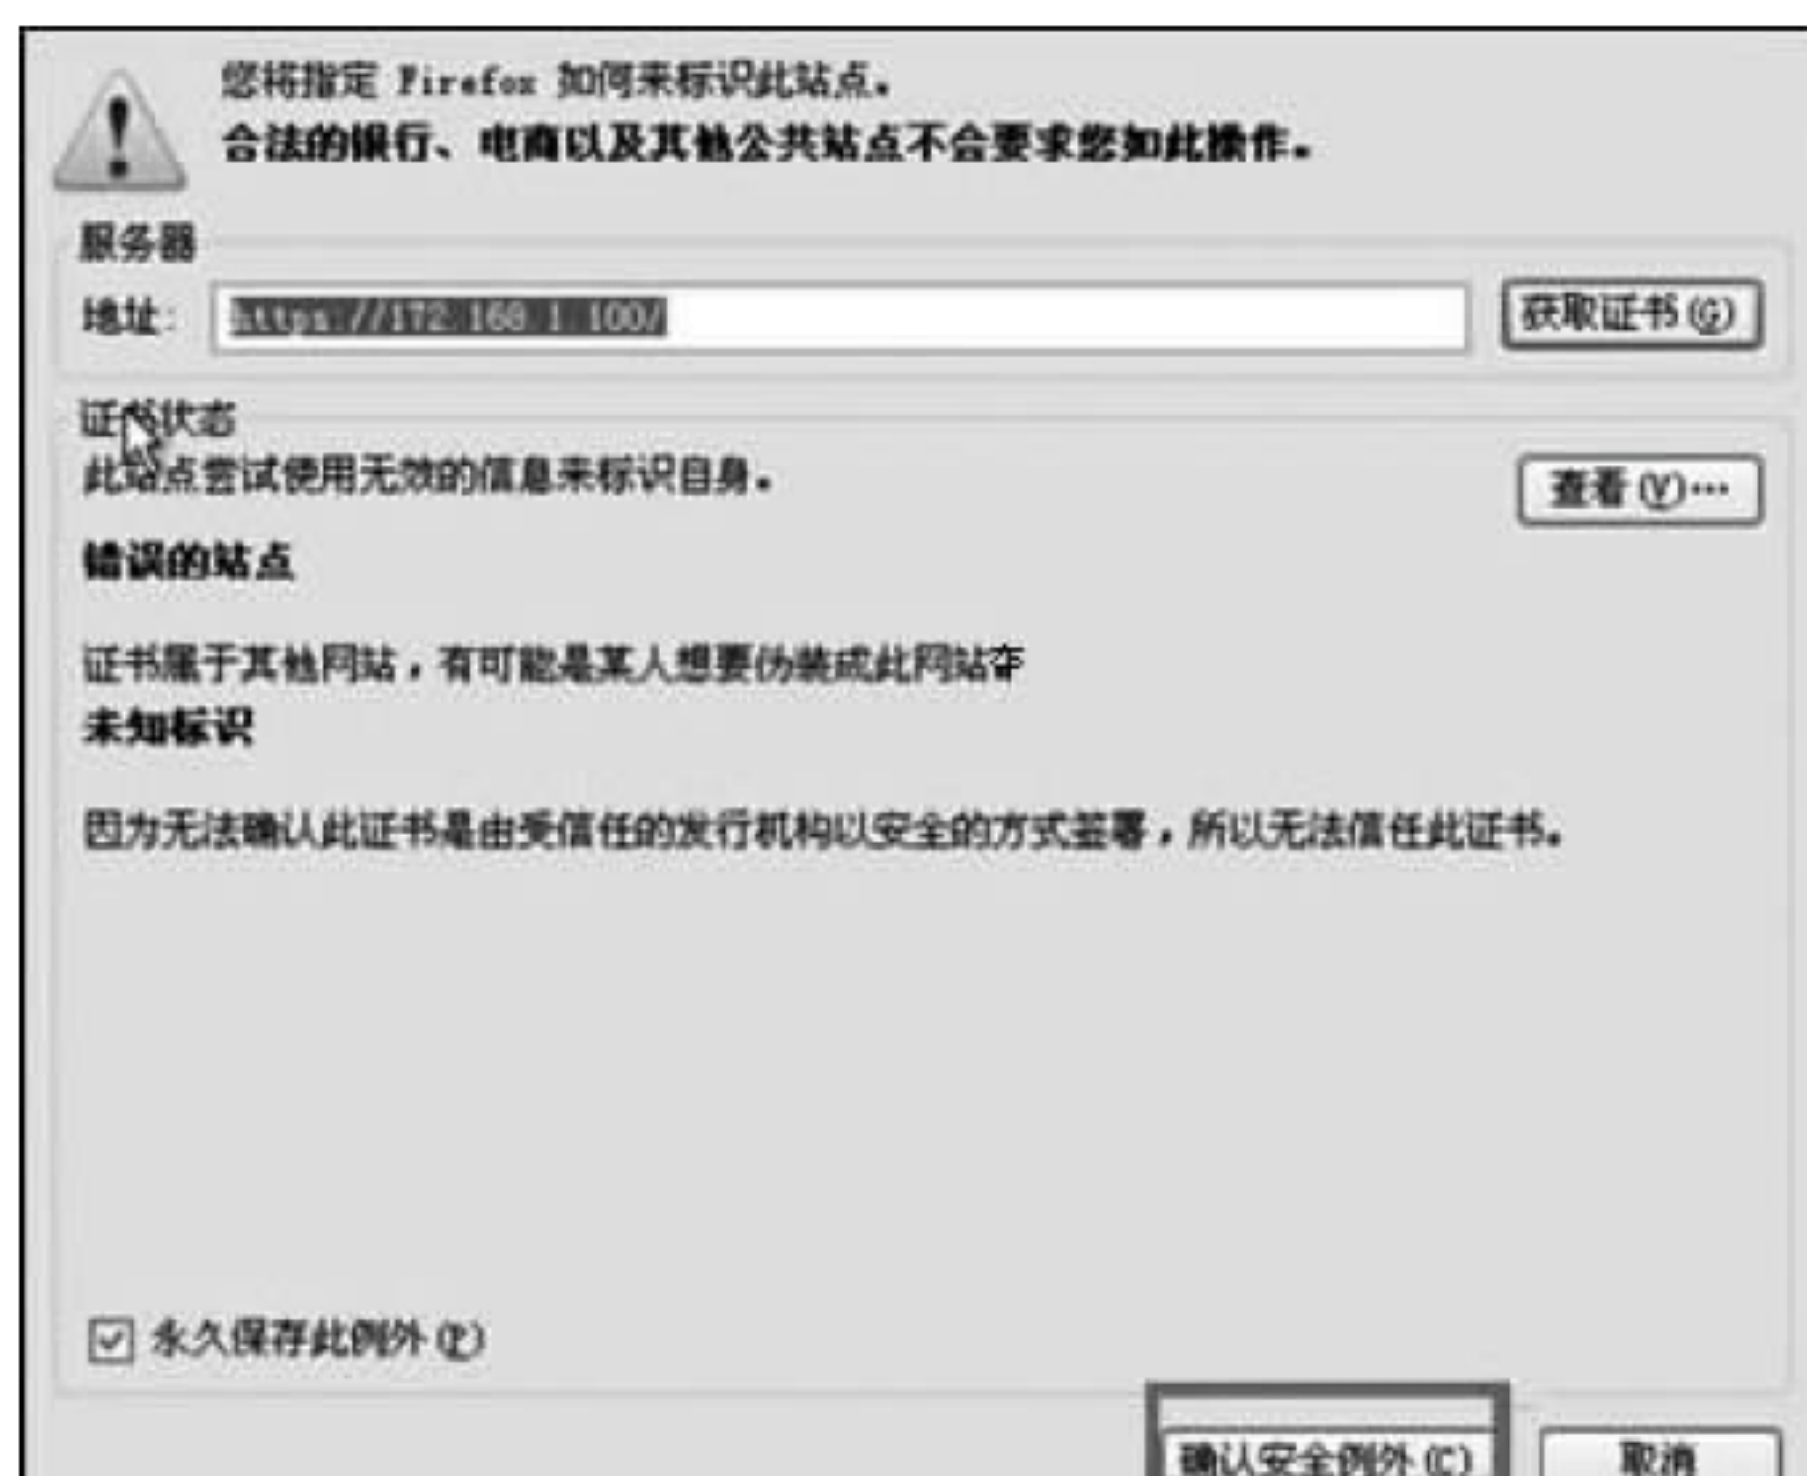 您将指定 Firefox 如何来标识此站点。
合法的银行、电商以及其他公共站点不会要求您如此操作。
服务器
地址: https://172.168.1.100/ 获取证书(G)
证书状态
此站点尝试使用无效的信息来标识自身。 查看(V)…
错误的站点
证书属于其他网站，有可能是某人想要伪装成此网站
未知标识
因为无法确认此证书是由受信任的发行机构以安全的方式签署，所以无法信任此证书。
永久保存此例外(P)
确认安全例外(C) 取消